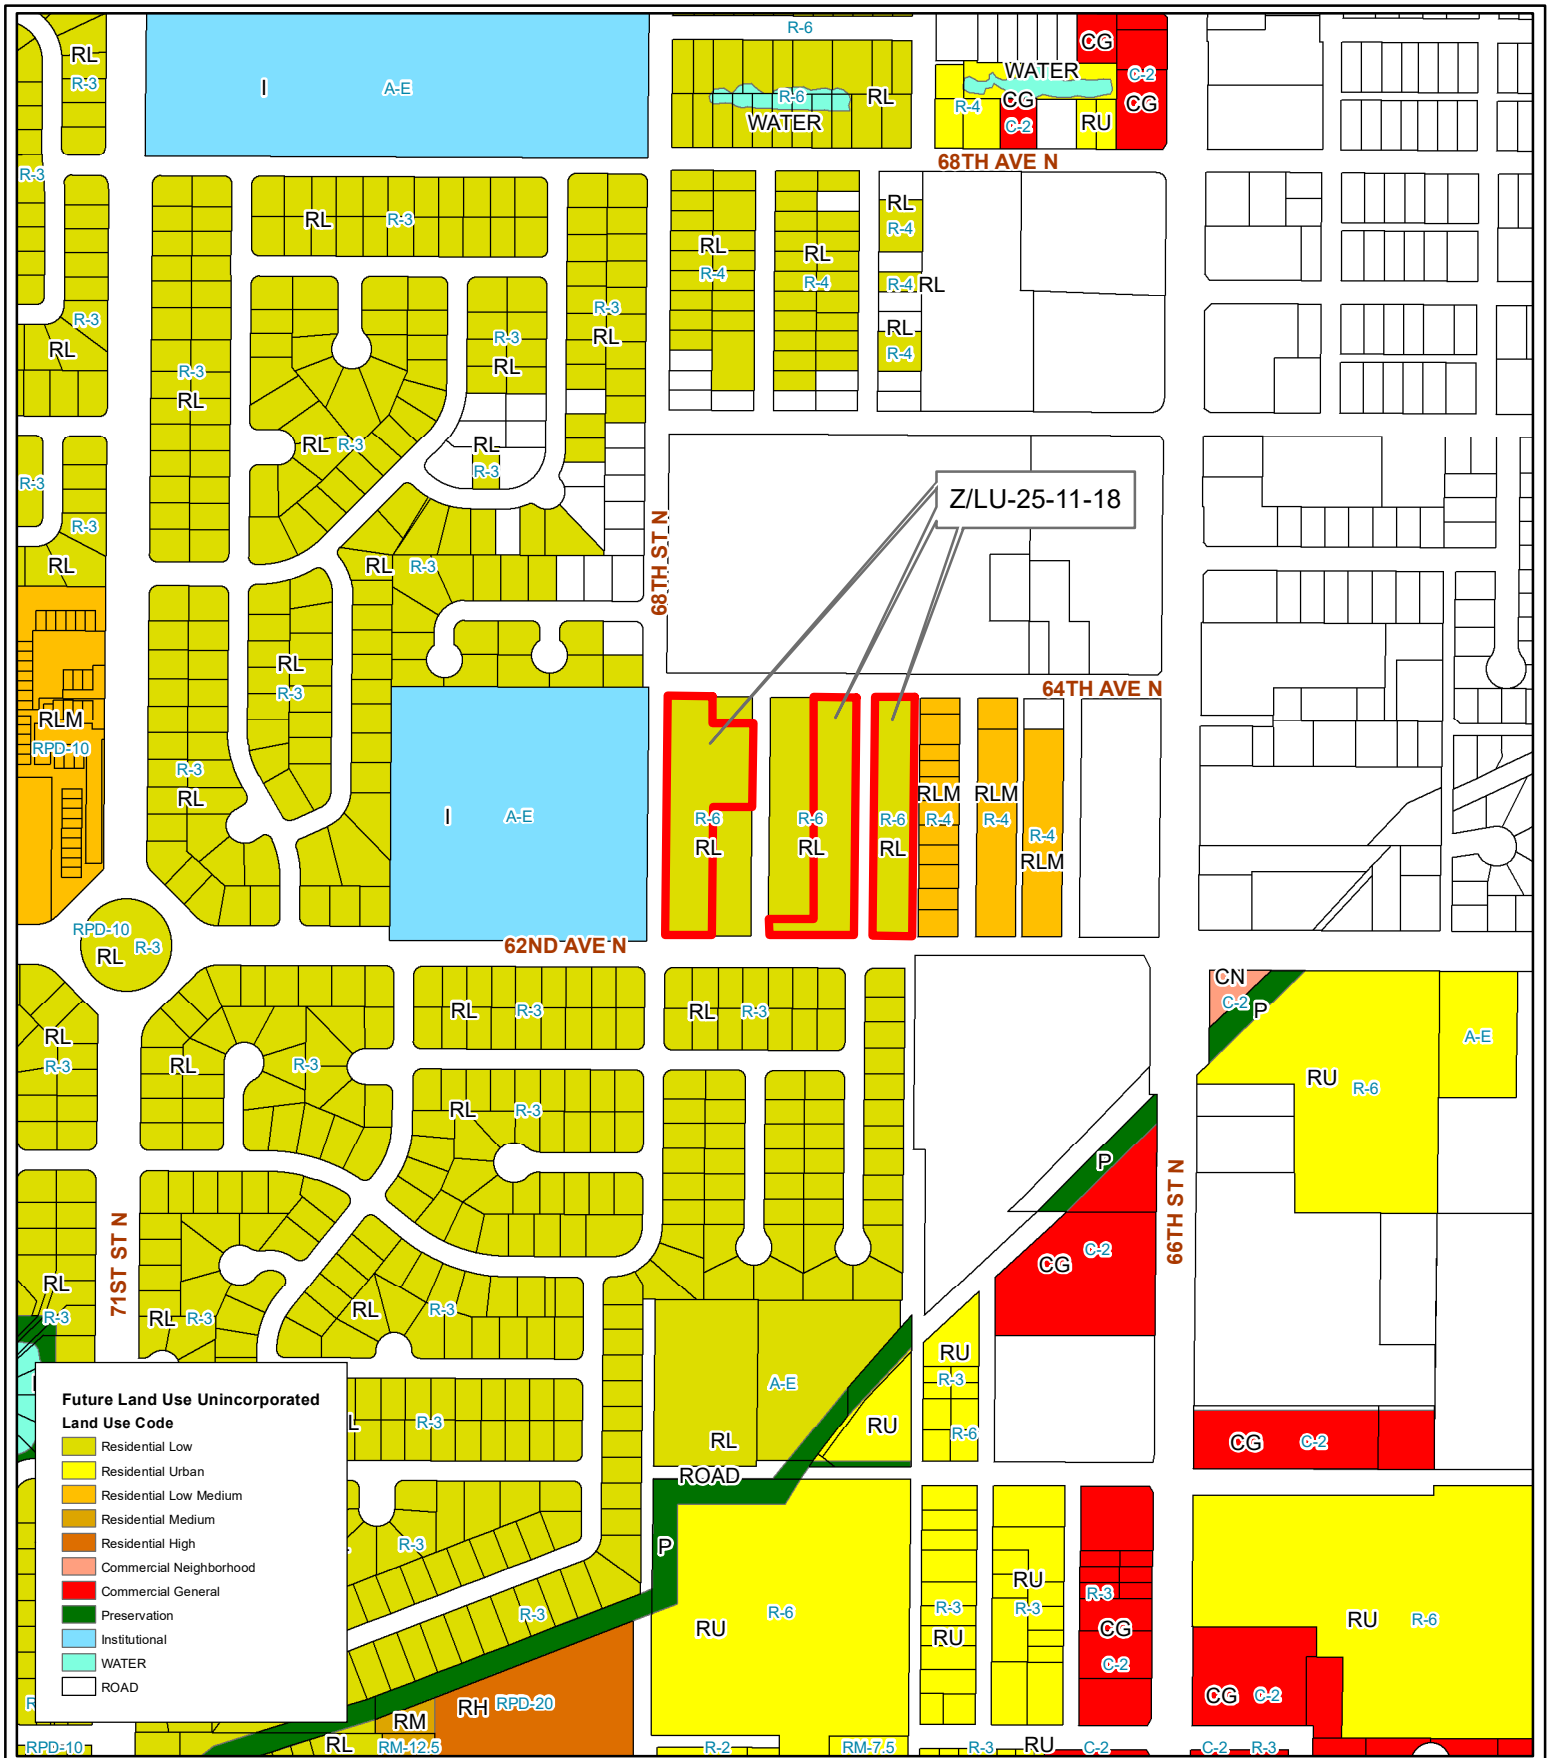 R-6
RL
R-3
I
A-E
CG
C-2
CG
WATER
R-4
CG
C-2
RU
R-6
RL
WATER
68TH AVE N
R-3
RL
R-3
RL
R-4
RL
R-4
RL
R-4
R-4
RL
RL
R-4
R-3
RL
R-3
RL
R-3
RL
R-3
RL
RL
R-3
RL
R-3
R-3
R-3
RL
RL
R-3
68TH ST N
Z/LU-25-11-18
RL
R-3
64TH AVE N
RLM
RPD-10
R-3
RL
I
A-E
R-6
RL
R-6
RL
R-6
RL
RLM
R-4
RLM
R-4
R-4
RLM
RPD-10
R-3
RL
62ND AVE N
RL
R-3
RL
R-3
CN
C-2
P
A-E
RL
R-3
RL
R-3
RU
R-6
RL
R-3
P
71ST ST N
66TH ST N
CG
C-2
RL
R-3
RL
R-3
RL
R-3
RU
R-3
R-6
A-E
RL
RU
ROAD
CG
C-2
L
R-3
R-3
P
R-3
RU
R-6
R-3
RU
RU
R-3
R-3
CG
C-2
RU
R-6
CG
C-2
RH
RPD-20
RM
RM-12.5
RL
R
RPD-10
R-2
RM-7.5
R-3
RU
C-2
C-2
R-3
Future Land Use Unincorporated
Land Use Code
Residential Low
Residential Urban
Residential Low Medium
Residential Medium
Residential High
Commercial Neighborhood
Commercial General
Preservation
Institutional
WATER
ROAD